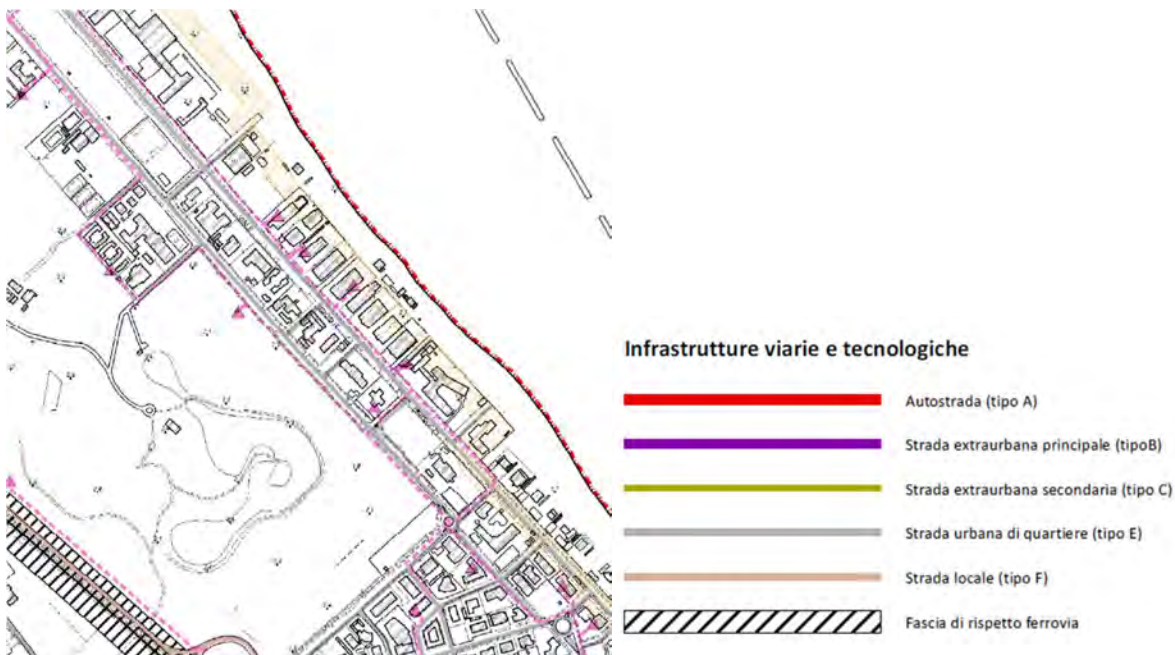 Infrastrutture viarie e tecnologiche
Autostrada (tipo A)
Strada extraurbana principale (tipoB)
Strada extraurbana secondaria (tipo C)
Strada urbana di quartiere (tipo E)
Strada locale (tipo F)
Fascia di rispetto ferrovia